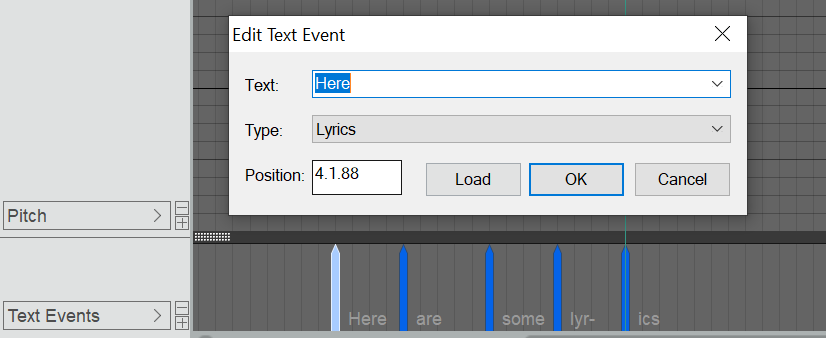 Edit Text Event
Text: Here
Type: Lyrics
Position: 4.1.88 Load OK Cancel
Pitch
Text Events Here are some lyr- ics